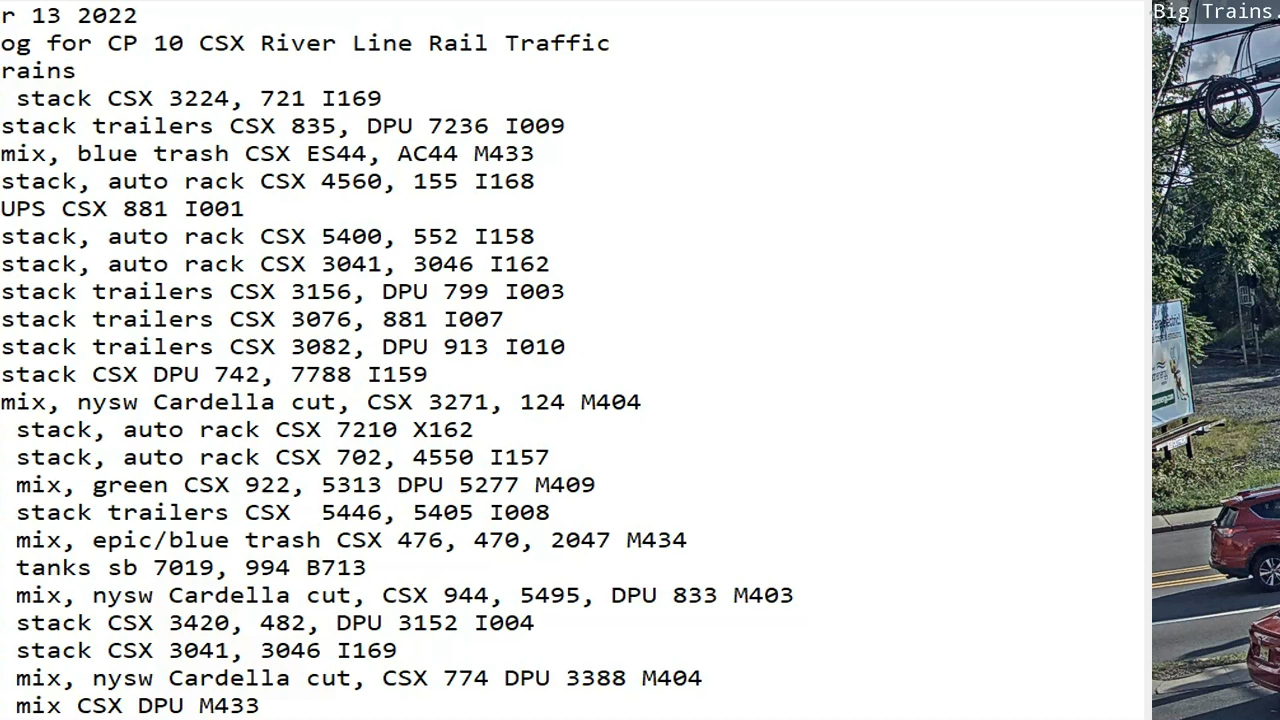 r 13 2022
og for CP 10 CSX River Line Rail Traffic
rains
stack CSX 3224, 721 I169
stack trailers CSX 835, DPU 7236 I009
mix, blue trash CSX ES44, AC44 M433
stack, auto rack CSX 4560, 155 I168
UPS CSX 881 I001
stack, auto rack CSX 5400, 552 I158
stack, auto rack CSX 3041, 3046 I162
stack trailers CSX 3156, DPU 799 I003
stack trailers CSX 3076, 881 I007
stack trailers CSX 3082, DPU 913 I010
stack CSX DPU 742, 7788 I159
mix, nysw Cardella cut, CSX 3271, 124 M404
stack, auto rack CSX 7210 X162
stack, auto rack CSX 702, 4550 I157
mix, green CSX 922, 5313 DPU 5277 M409
stack trailers CSX  5446, 5405 I008
mix, epic/blue trash CSX 476, 470, 2047 M434
tanks sb 7019, 994 B713
mix, nysw Cardella cut, CSX 944, 5495, DPU 833 M403
stack CSX 3420, 482, DPU 3152 I004
stack CSX 3041, 3046 I169
mix, nysw Cardella cut, CSX 774 DPU 3388 M404
mix CSX DPU M433
Big Trains.